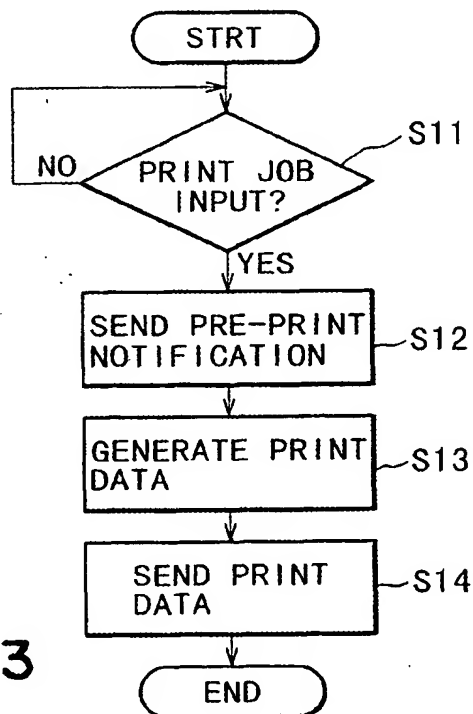 STRT
S11
NO
PRINT JOB
INPUT?
YES
SEND PRE-PRINT
NOTIFICATION
S12
GENERATE PRINT
DATA
S13
SEND PRINT
DATA
S14
3
END